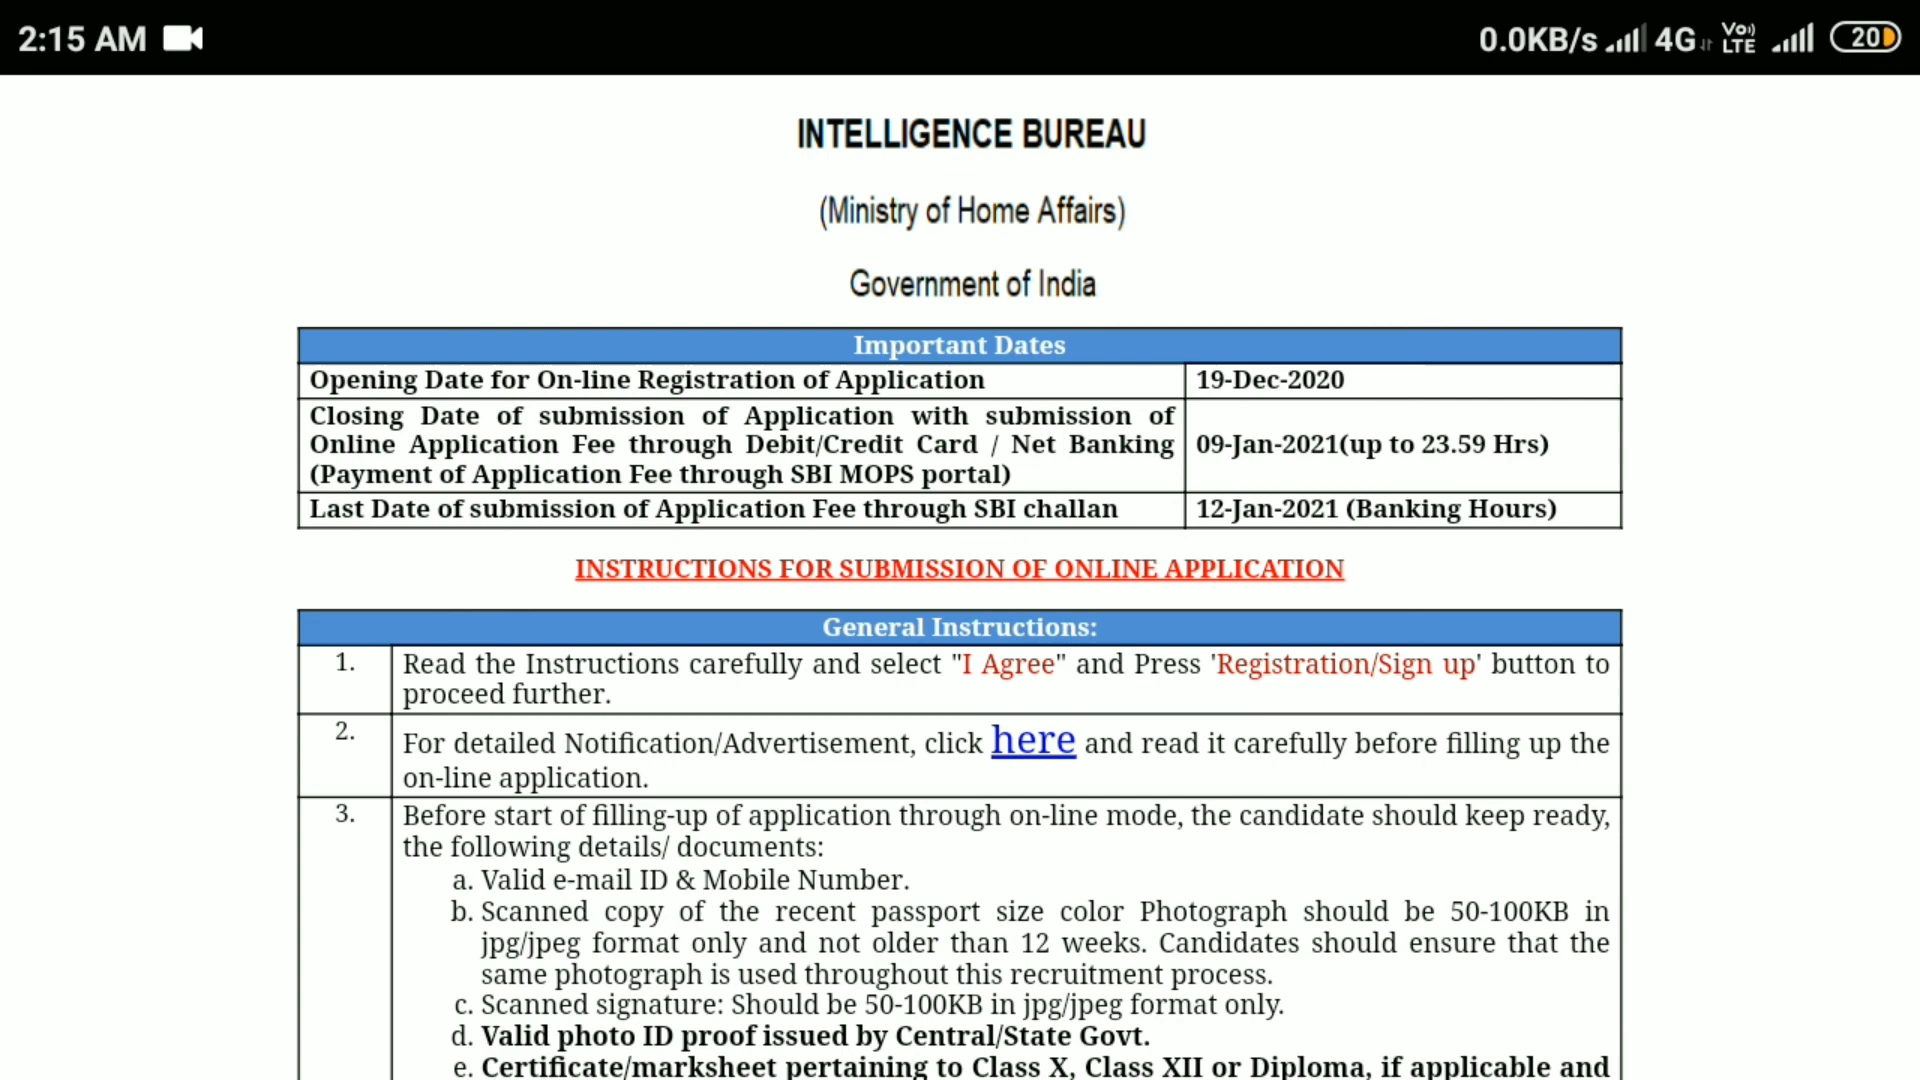 2:15 AM
0.0KB/s 4G Vo) LTE 20
INTELLIGENCE BUREAU
(Ministry of Home Affairs)
Government of India
Important Dates
Opening Date for On-line Registration of Application 19-Dec-2020
Closing Date of submission of Application with submission of
Online Application Fee through Debit/Credit Card / Net Banking 09-Jan-2021(up to 23.59 Hrs)
(Payment of Application Fee through SBI MOPS portal)
Last Date of submission of Application Fee through SBI challan 12-Jan-2021 (Banking Hours)
INSTRUCTIONS FOR SUBMISSION OF ONLINE APPLICATION
General Instructions:
1. Read the Instructions carefully and select "I Agree" and Press 'Registration/Sign up' button to
proceed further.
2. For detailed Notification/Advertisement, click here and read it carefully before filling up the
on-line application.
3. Before start of filling-up of application through on-line mode, the candidate should keep ready,
the following details/ documents:
a. Valid e-mail ID & Mobile Number.
b. Scanned copy of the recent passport size color Photograph should be 50-100KB in
jpg/jpeg format only and not older than 12 weeks. Candidates should ensure that the
same photograph is used throughout this recruitment process.
c. Scanned signature: Should be 50-100KB in jpg/jpeg format only.
d. Valid photo ID proof issued by Central/State Govt.
e. Certificate/marksheet pertaining to Class X, Class XII or Diploma, if applicable and